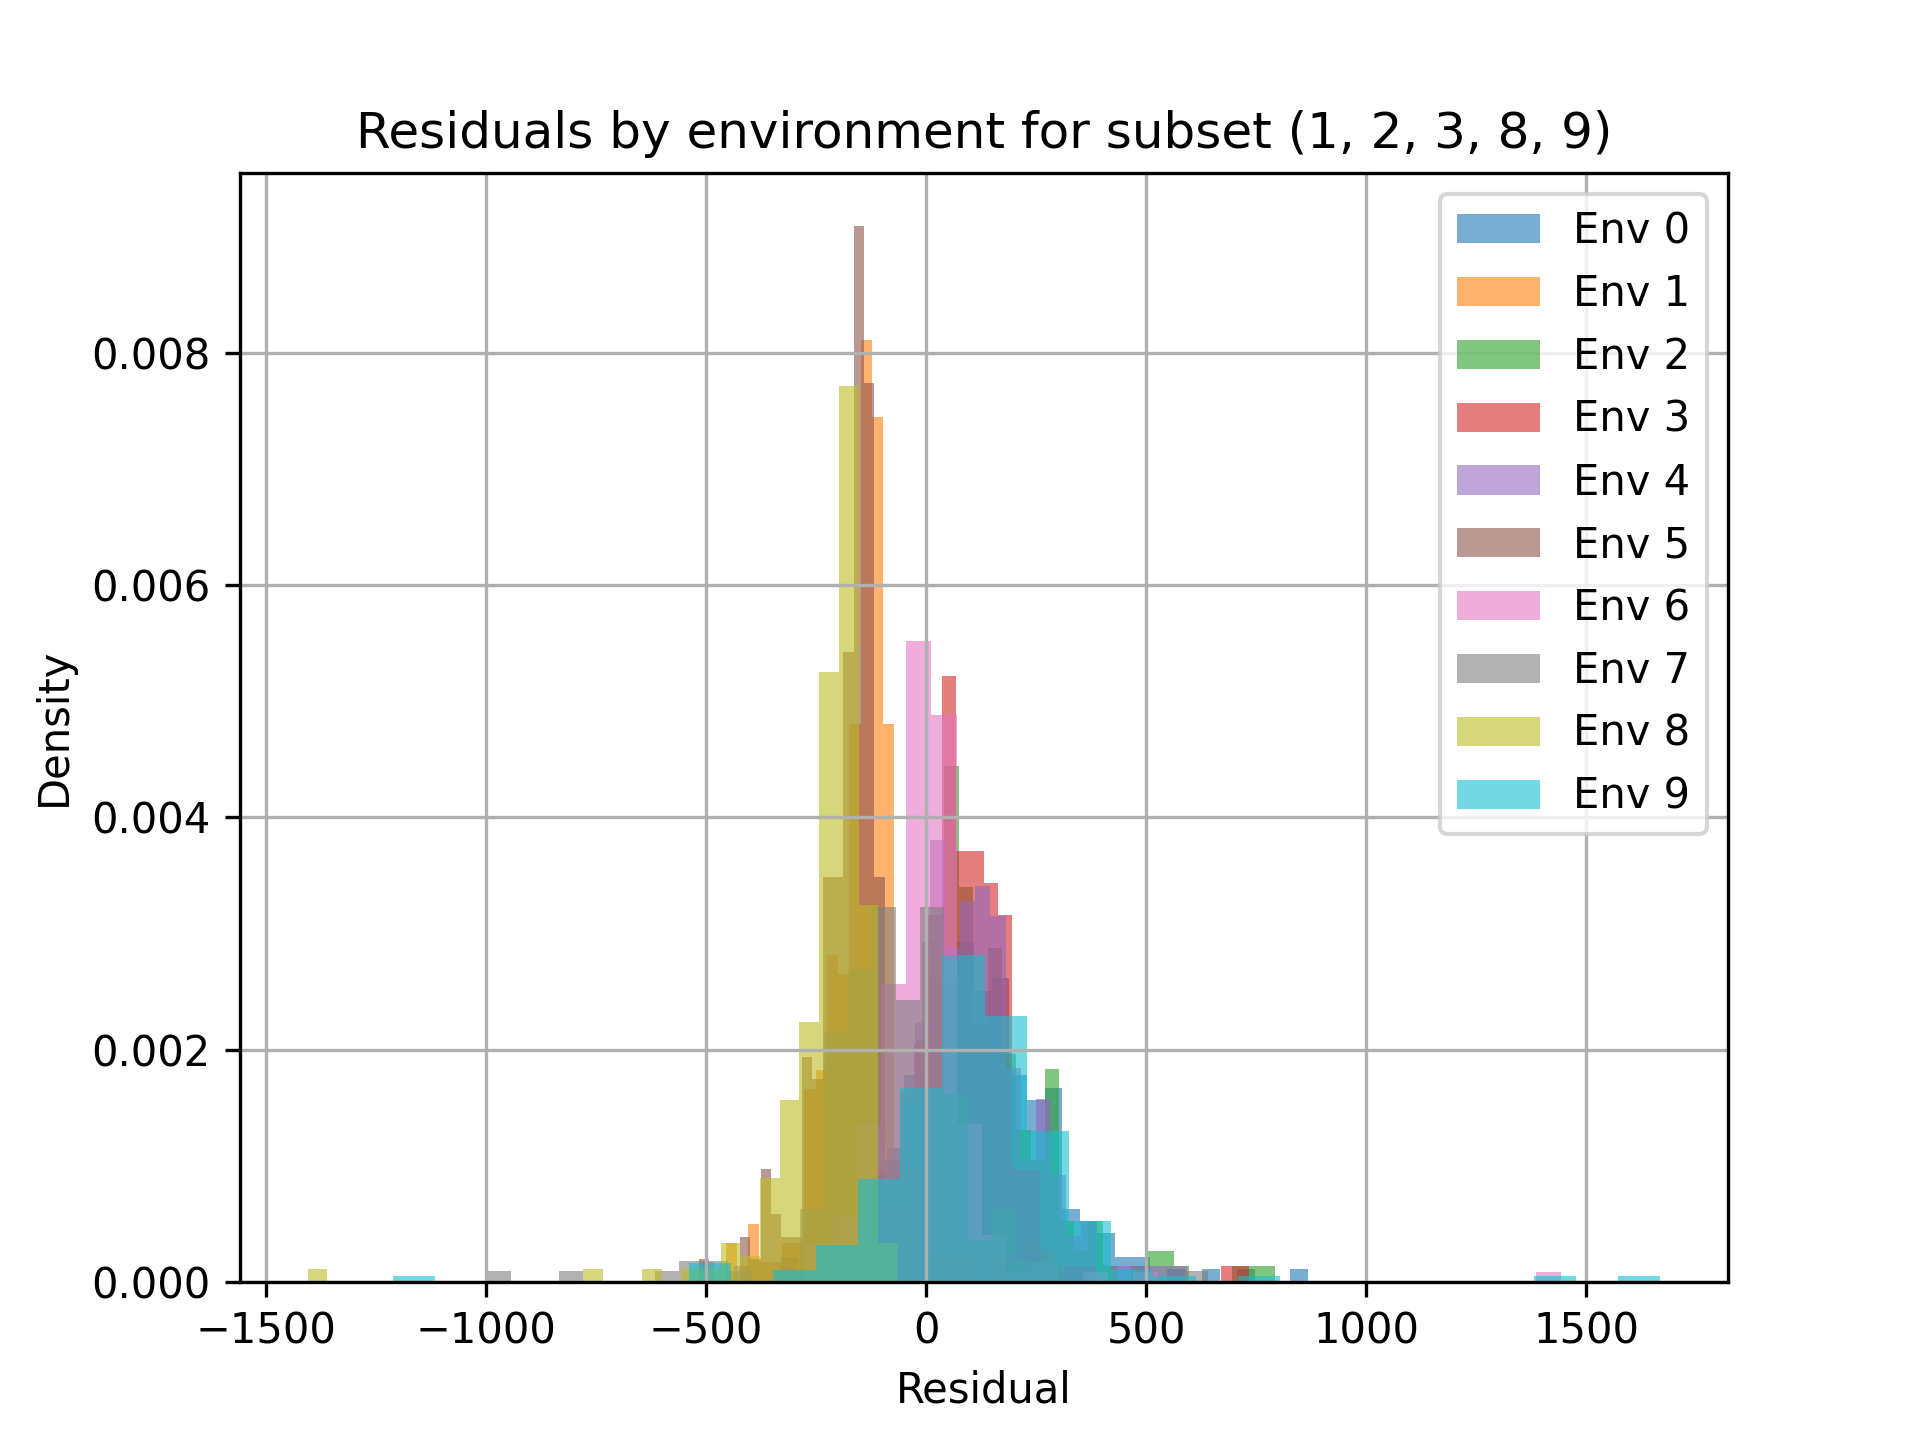 Residuals by environment for subset (1, 2, 3, 8, 9)
Env 0
Env 1
Env 2
Env 3
Env 4
Env 5
Env 6
Env 7
Env 8
Env 9
Density
0.008
0.006
0.004
0.002
0.000
−1500 −1000 −500 0 500 1000 1500
Residual